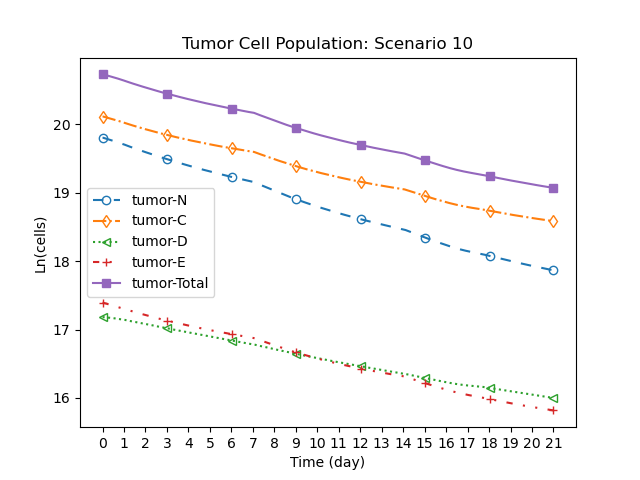 Tumor Cell Population: Scenario 10
Ln(cells)
20
19
18
17
16
tumor-N
tumor-C
tumor-D
tumor-E
tumor-Total
0 1 2 3 4 5 6 7 8 9 10 11 12 13 14 15 16 17 18 19 20 21
Time (day)